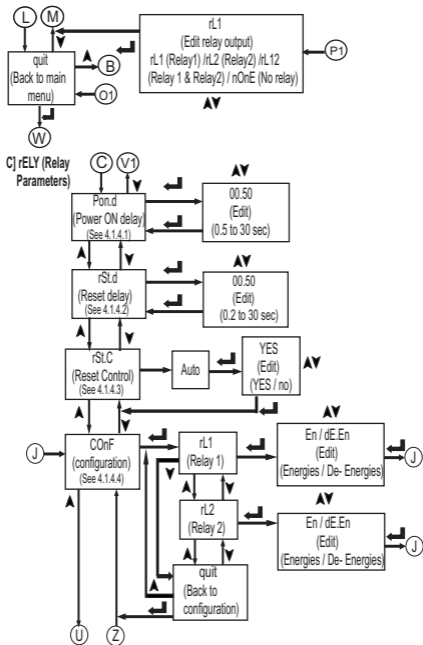 L
M
rL1
(Edit relay output)
rL1 (Relay1) /rL2 (Relay2) /rL12
(Relay 1 & Relay2) / nOnE (No relay)
P1
quit
(Back to main
menu)
B
O1
W
C] rELY (Relay
Parameters)
C
V1
Pon.d
(Power ON delay)
(See 4.1.4.1)
00.50
(Edit)
(0.5 to 30 sec)
rSt.d
(Reset delay)
(See 4.1.4.2)
00.50
(Edit)
(0.2 to 30 sec)
rSt.C
(Reset Control)
(See 4.1.4.3)
Auto
YES
(Edit)
(YES / no)
J
COnF
(configuration)
(See 4.1.4.4)
rL1
(Relay 1)
En / dE.En
(Edit)
(Energies / De- Energies)
J
rL2
(Relay 2)
En / dE.En
(Edit)
(Energies / De- Energies)
J
quit
(Back to
configuration)
U
Z